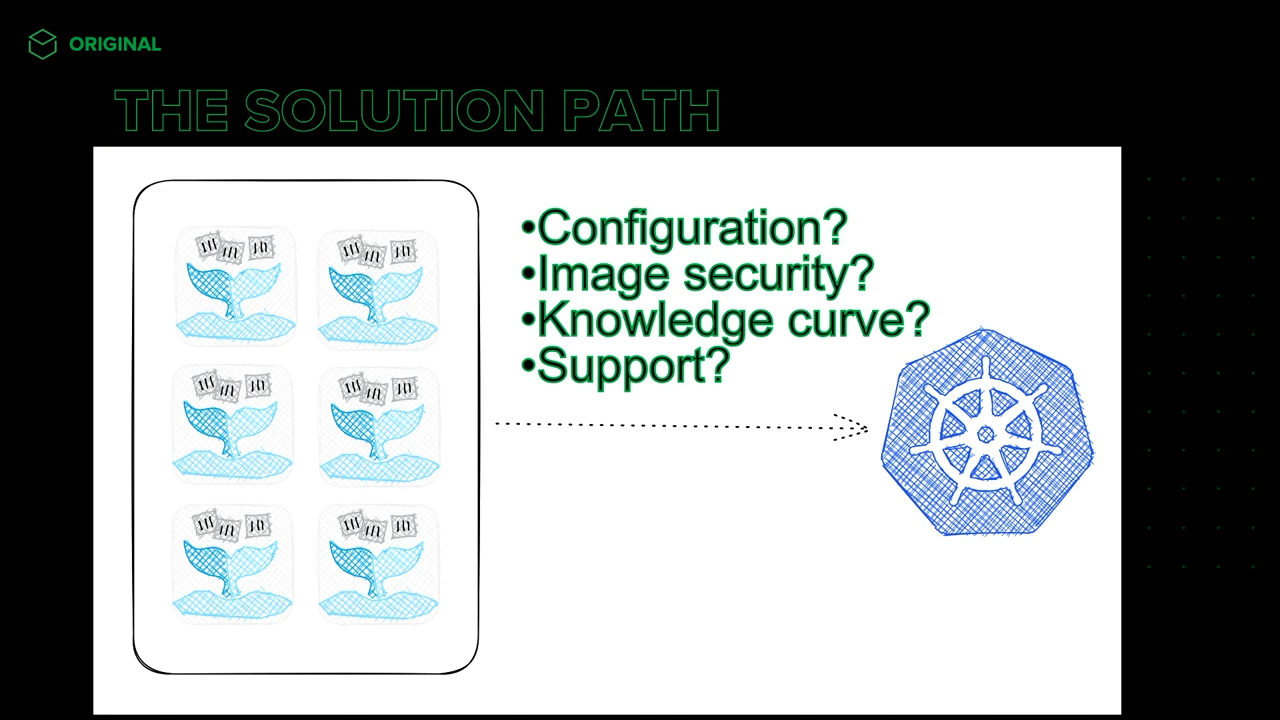 ORIGINAL
THE SOLUTION PATH
•Configuration?
•Image security?
•Knowledge curve?
•Support?